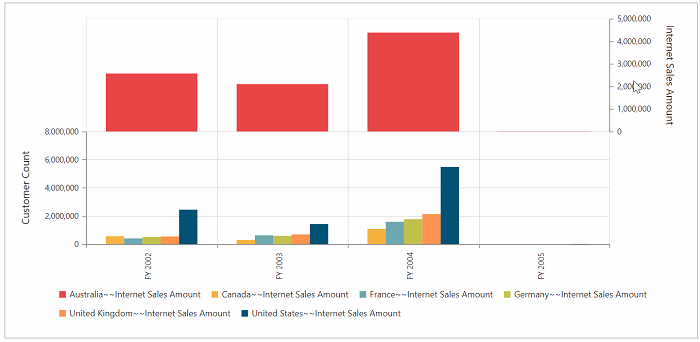 5,000,000
4,000,000
3,000,000
2,000,000
1,000,000
0
Internet Sales Amount
8,000,000
6,000,000
4,000,000
2,000,000
0
Customer Count
FY 2002
FY 2003
FY 2004
FY 2005
Australia~~Internet Sales Amount
Canada~~Internet Sales Amount
France~~Internet Sales Amount
Germany~~Internet Sales Amount
United Kingdom~~Internet Sales Amount
United States~~Internet Sales Amount